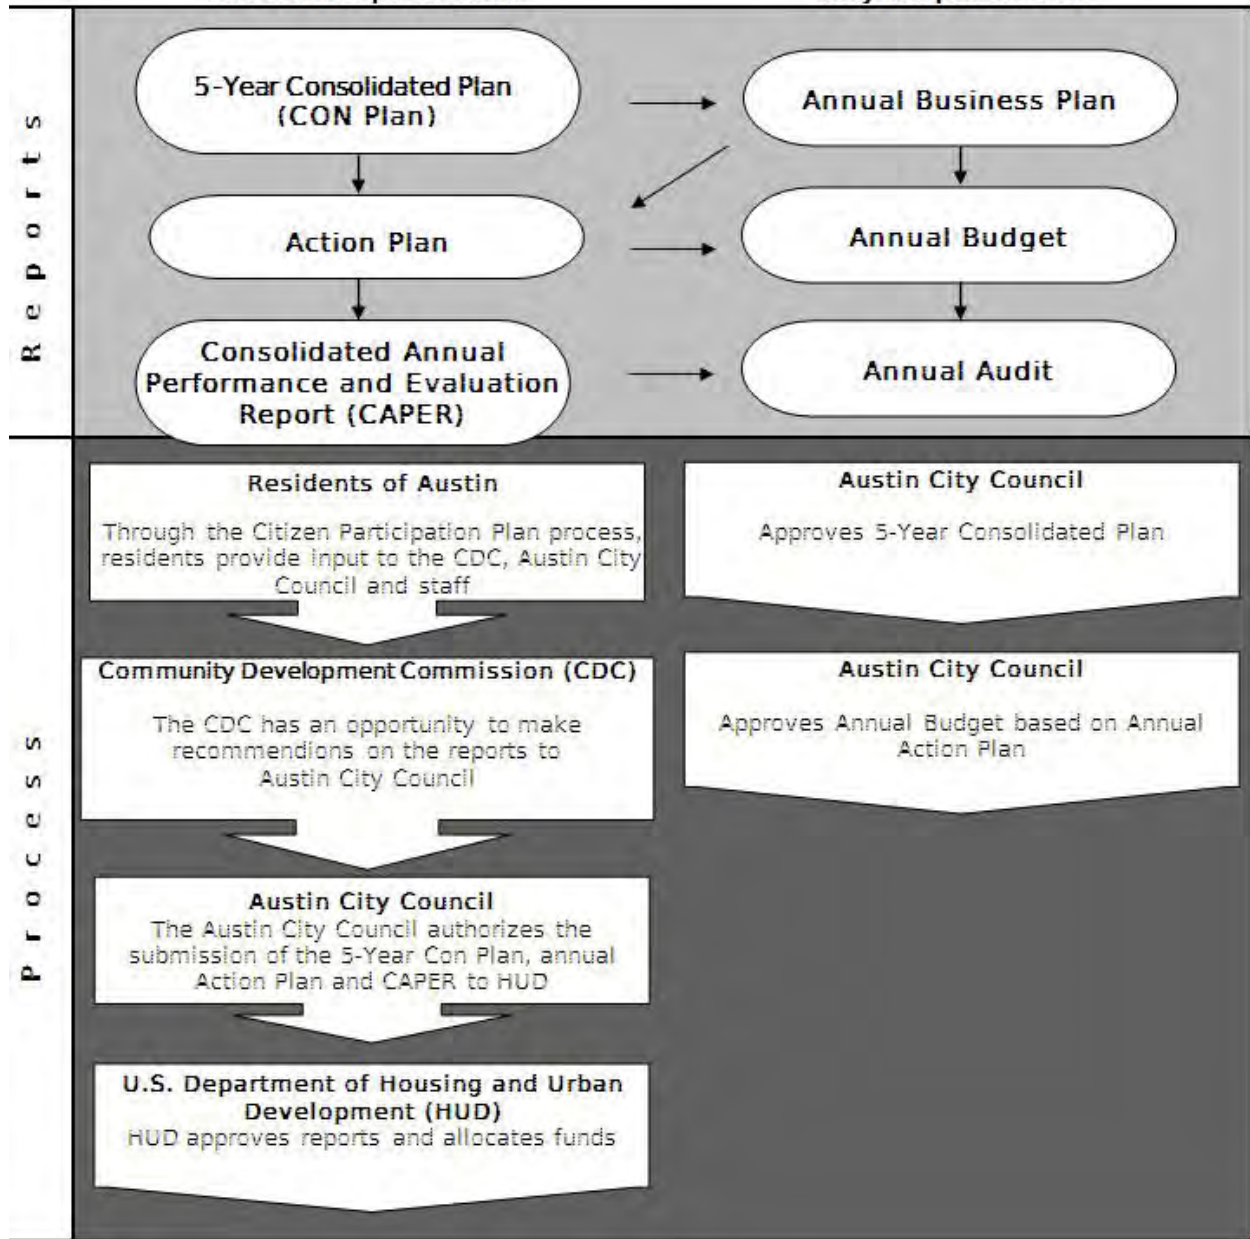 Reports
5-Year Consolidated Plan
(CON Plan)
Annual Business Plan
Action Plan
Annual Budget
Consolidated Annual
Performance and Evaluation
Report (CAPER)
Annual Audit
Process
Residents of Austin
Through the Citizen Participation Plan process,
residents provide input to the CDC, Austin City
Council and staff
Austin City Council
Approves 5-Year Consolidated Plan
Community Development Commission (CDC)
The CDC has an opportunity to make
recommendions on the reports to
Austin City Council
Austin City Council
Approves Annual Budget based on Annual
Action Plan
Austin City Council
The Austin City Council authorizes the
submission of the 5-Year Con Plan, annual
Action Plan and CAPER to HUD
U.S. Department of Housing and Urban
Development (HUD)
HUD approves reports and allocates funds